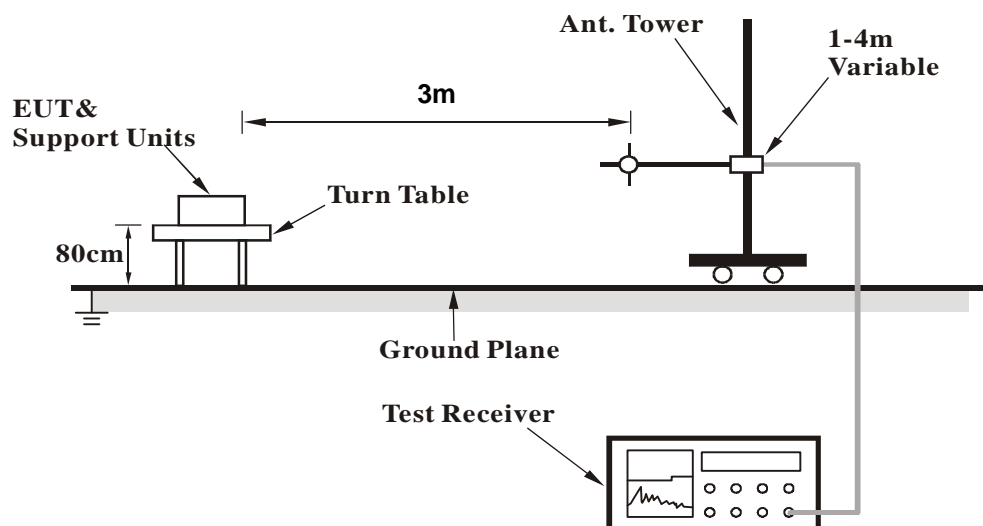 Ant. Tower
1-4m
Variable
3m
EUT&
Support Units
Turn Table
80cm
Ground Plane
Test Receiver